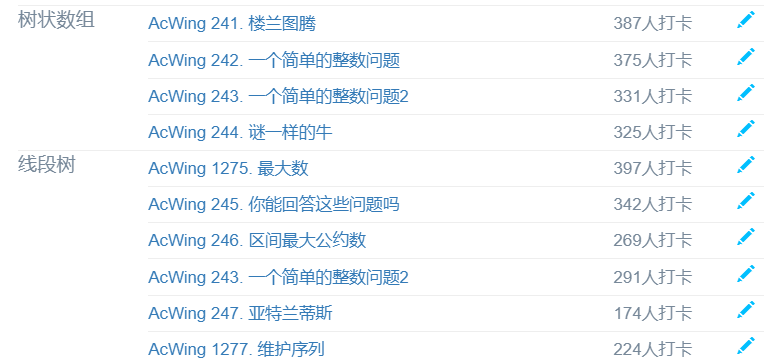 树状数组 AcWing 241. 楼兰图腾 387人打卡
AcWing 242. 一个简单的整数问题 375人打卡
AcWing 243. 一个简单的整数问题2 331人打卡
AcWing 244. 谜一样的牛 325人打卡
线段树 AcWing 1275. 最大数 397人打卡
AcWing 245. 你能回答这些问题吗 342人打卡
AcWing 246. 区间最大公约数 269人打卡
AcWing 243. 一个简单的整数问题2 291人打卡
AcWing 247. 亚特兰蒂斯 174人打卡
AcWing 1277. 维护序列 224人打卡